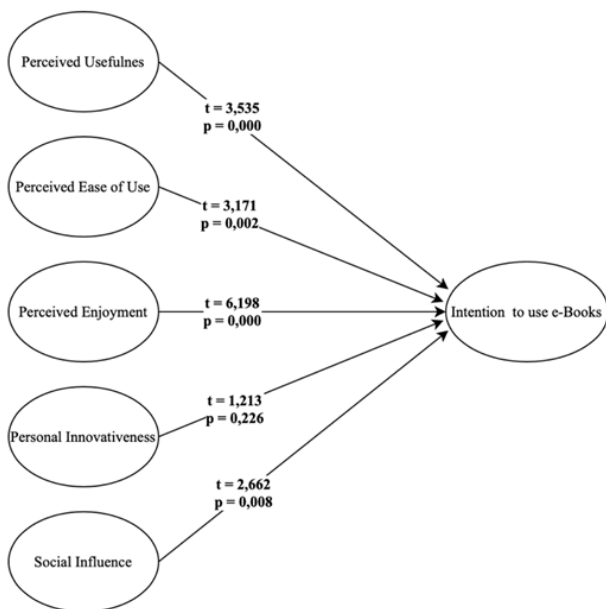 Perceived Usefulnes
t = 3,535
p = 0,000
Perceived Ease of Use
t = 3,171
p = 0,002
Perceived Enjoyment
t = 6,198
p = 0,000
Intention to use e-Books
t = 1,213
p = 0,226
Personal Innovativeness
t = 2,662
p = 0,008
Social Influence